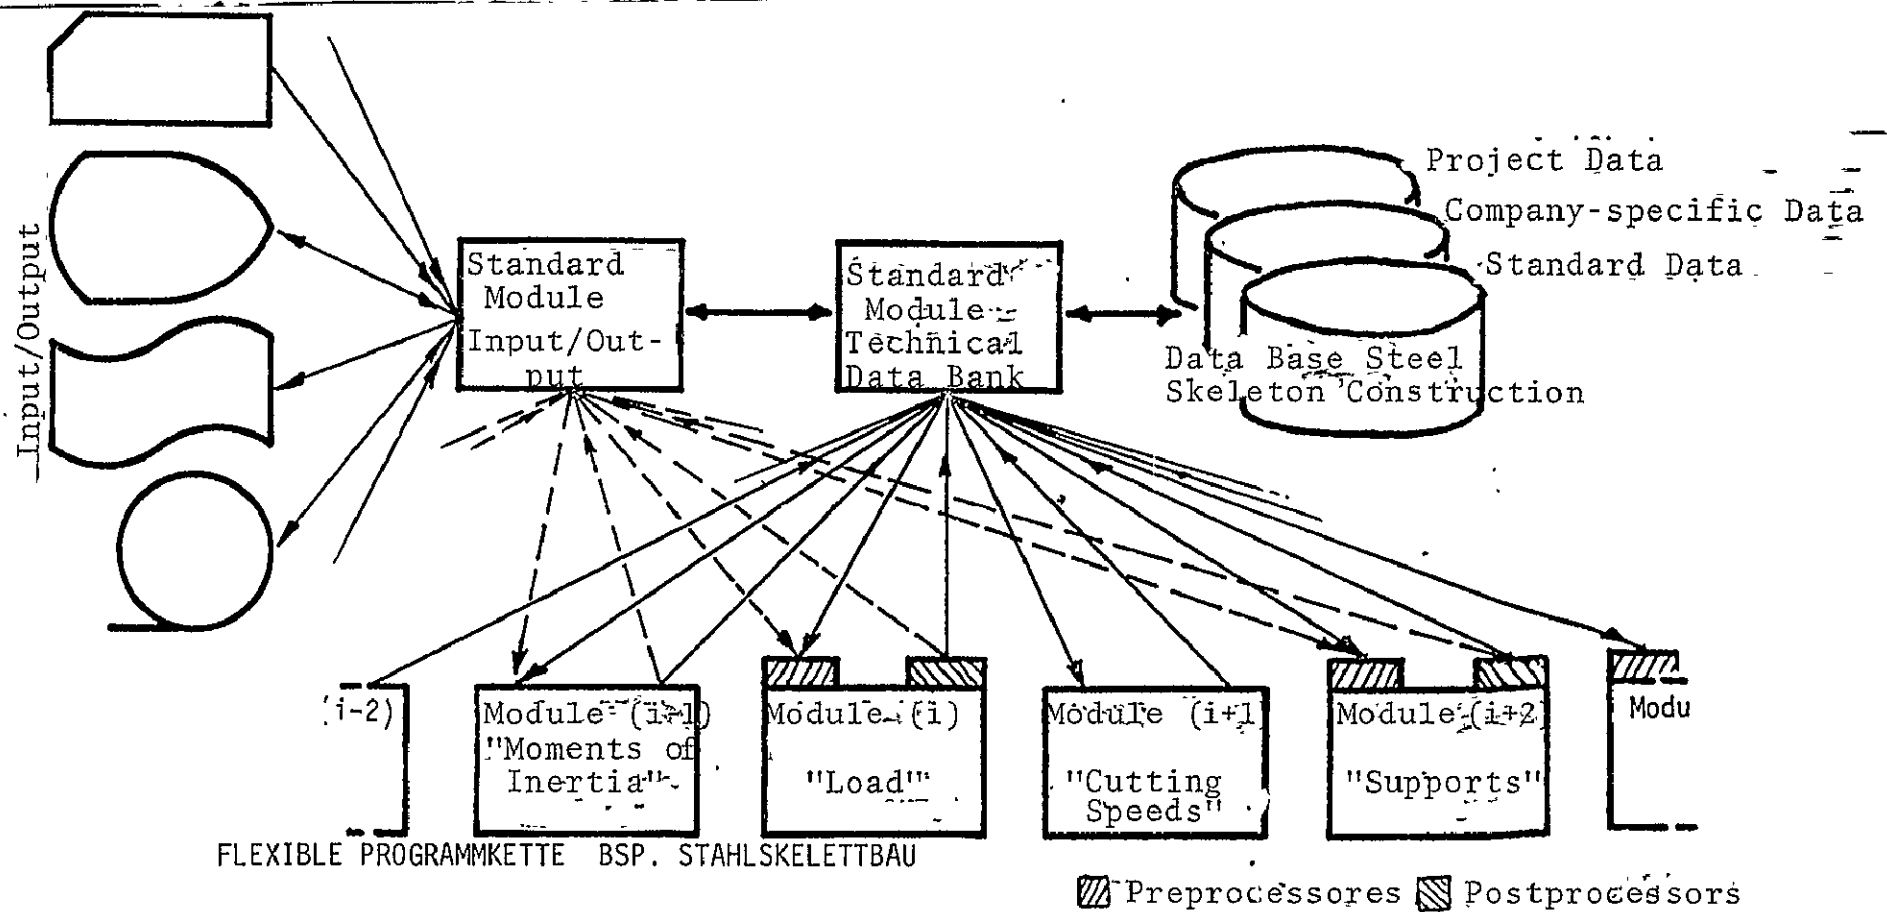 Input/Output
Standard
Module
Input/Out-
put
Standard
Module
Technical
Data Bank
Project Data
Company-specific Data
Standard Data
Data Base Steel
Skeleton Construction
(i-2)
Module (i-1)
"Moments of
Inertia"
Module (i)
"Load"
Module (i+1)
"Cutting
Speeds"
Module (i+2)
"Supports"
Modu
FLEXIBLE PROGRAMMKETTE BSP. STAHLSKELETTBAU
Preprocessores
Postprocessors